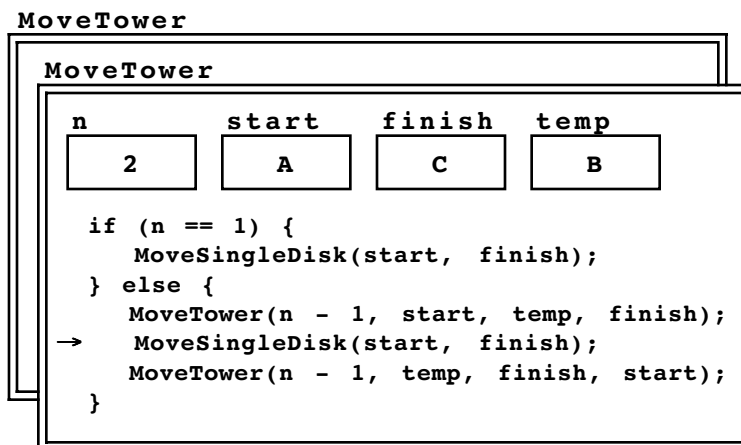 MoveTower
MoveTower
n start finish temp
2 A C B
if (n == 1) {
MoveSingleDisk(start, finish);
} else {
MoveTower(n - 1, start, temp, finish);
→ MoveSingleDisk(start, finish);
MoveTower(n - 1, temp, finish, start);
}